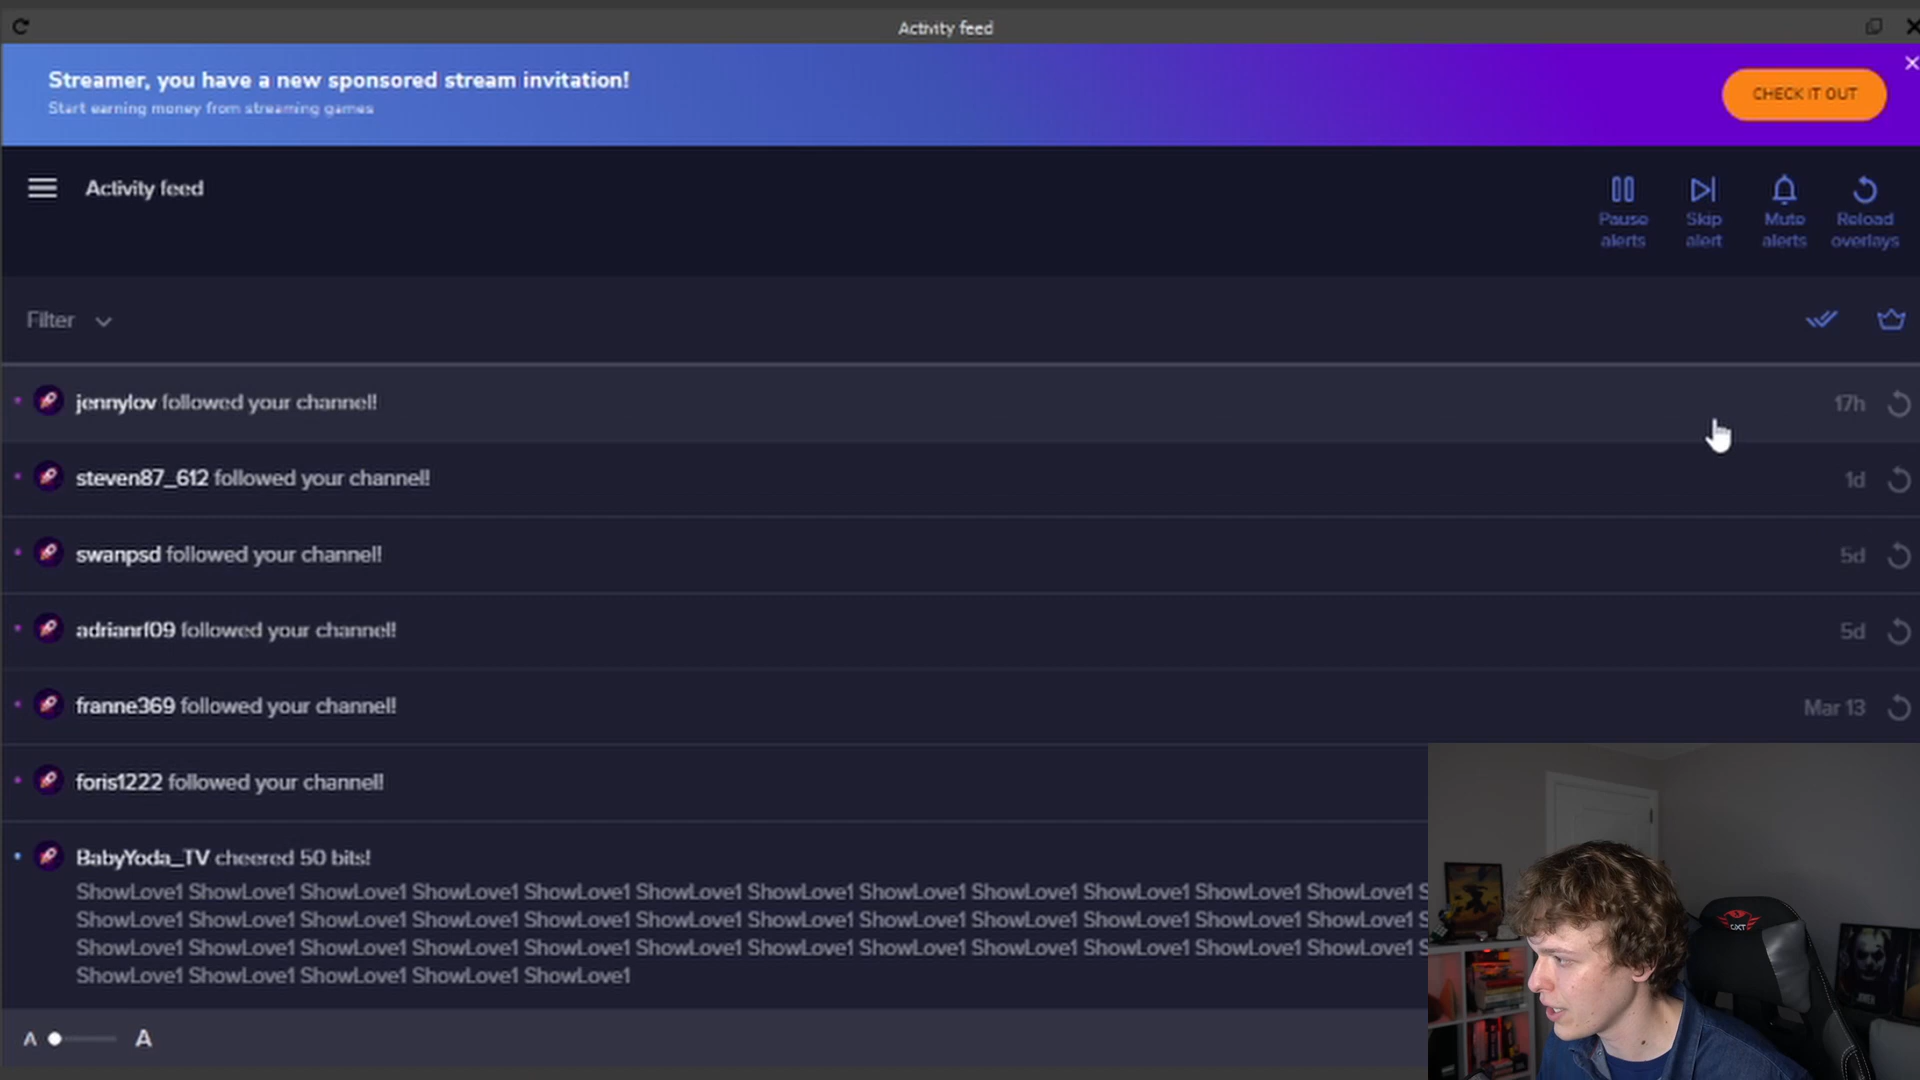 Activity feed
Streamer, you have a new sponsored stream invitation!
Start earning money from streaming games
CHECK IT OUT
Activity feed
Pause alerts
Skip alert
Mute alerts
Reload overlays
Filter
jennylov followed your channel!
17h
steven87_612 followed your channel!
1d
swanpsd followed your channel!
5d
adrianrf09 followed your channel!
5d
franne369 followed your channel!
Mar 13
foris1222 followed your channel!
BabyYoda_TV cheered 50 bits!
ShowLove1 ShowLove1 ShowLove1 ShowLove1 ShowLove1 ShowLove1 ShowLove1 ShowLove1 ShowLove1 ShowLove1 ShowLove1 ShowLove1 S
ShowLove1 ShowLove1 ShowLove1 ShowLove1 ShowLove1 ShowLove1 ShowLove1 ShowLove1 ShowLove1 ShowLove1 ShowLove1 ShowLove1 S
ShowLove1 ShowLove1 ShowLove1 ShowLove1 ShowLove1 ShowLove1 ShowLove1 ShowLove1 ShowLove1 ShowLove1 ShowLove1 ShowLove1 S
ShowLove1 ShowLove1 ShowLove1 ShowLove1 ShowLove1
A A
GXT